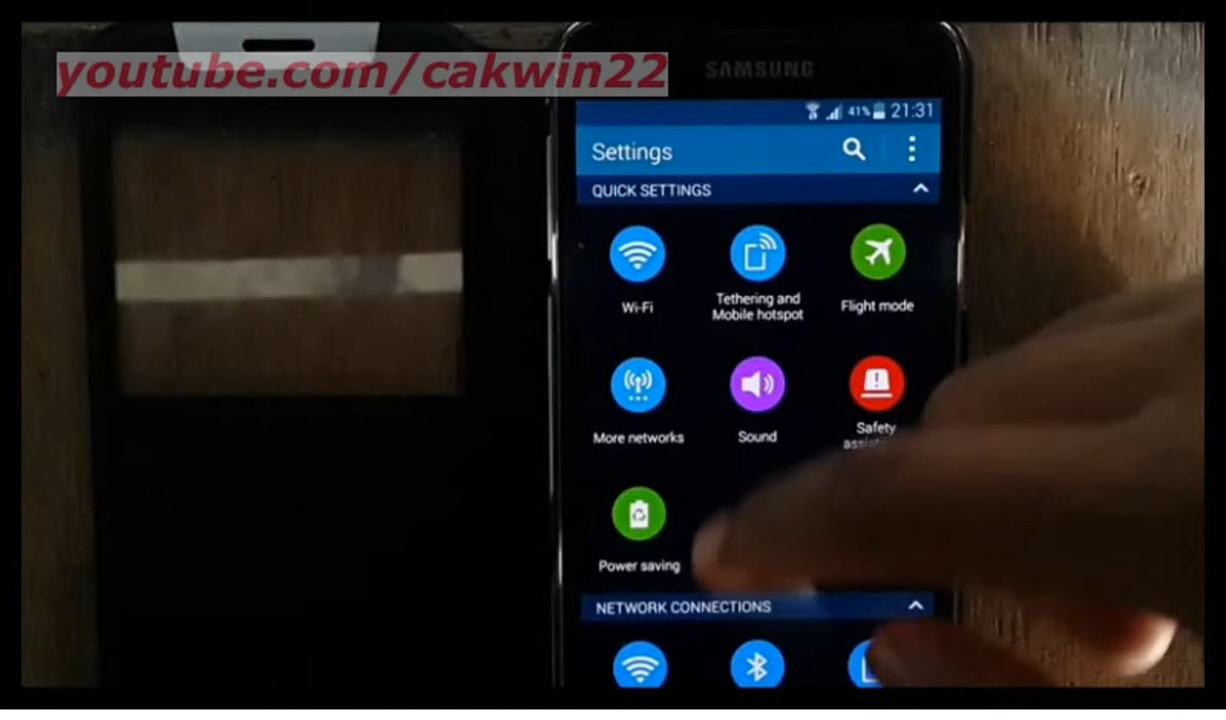 youtube.com/cakwin22
SAMSUNG
41% 21:31
Settings
QUICK SETTINGS
Wi-Fi
Tethering and
Mobile hotspot
Flight mode
More networks
Sound
Safety
Power saving
NETWORK CONNECTIONS